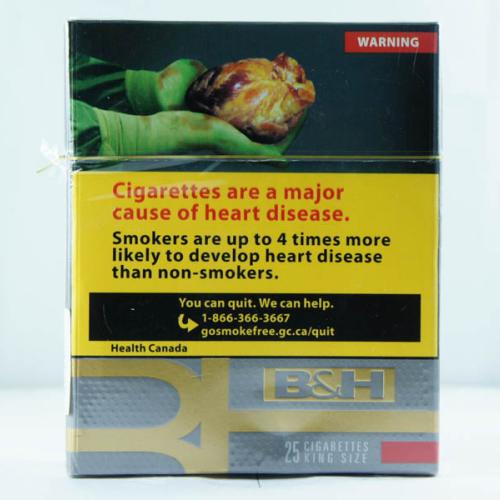 WARNING
Cigarettes are a major
cause of heart disease.
Smokers are up to 4 times more
likely to develop heart disease
than non-smokers.
You can quit. We can help.
1-866-366-3667
gosmokefree.gc.ca/quit
Health Canada
B&H
25 CIGARETTES
KING SIZE